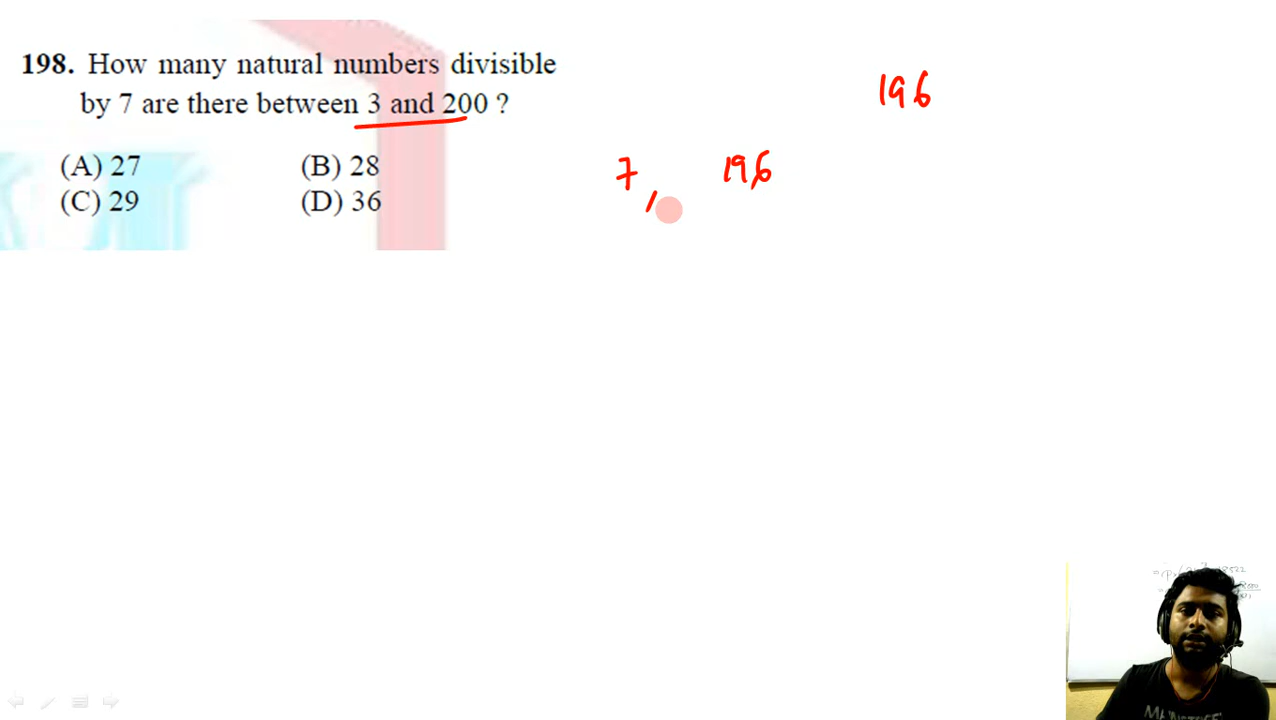 198. How many natural numbers divisible
by 7 are there between 3 and 200 ?
(A) 27 (B) 28
(C) 29 (D) 36
196
7, 196